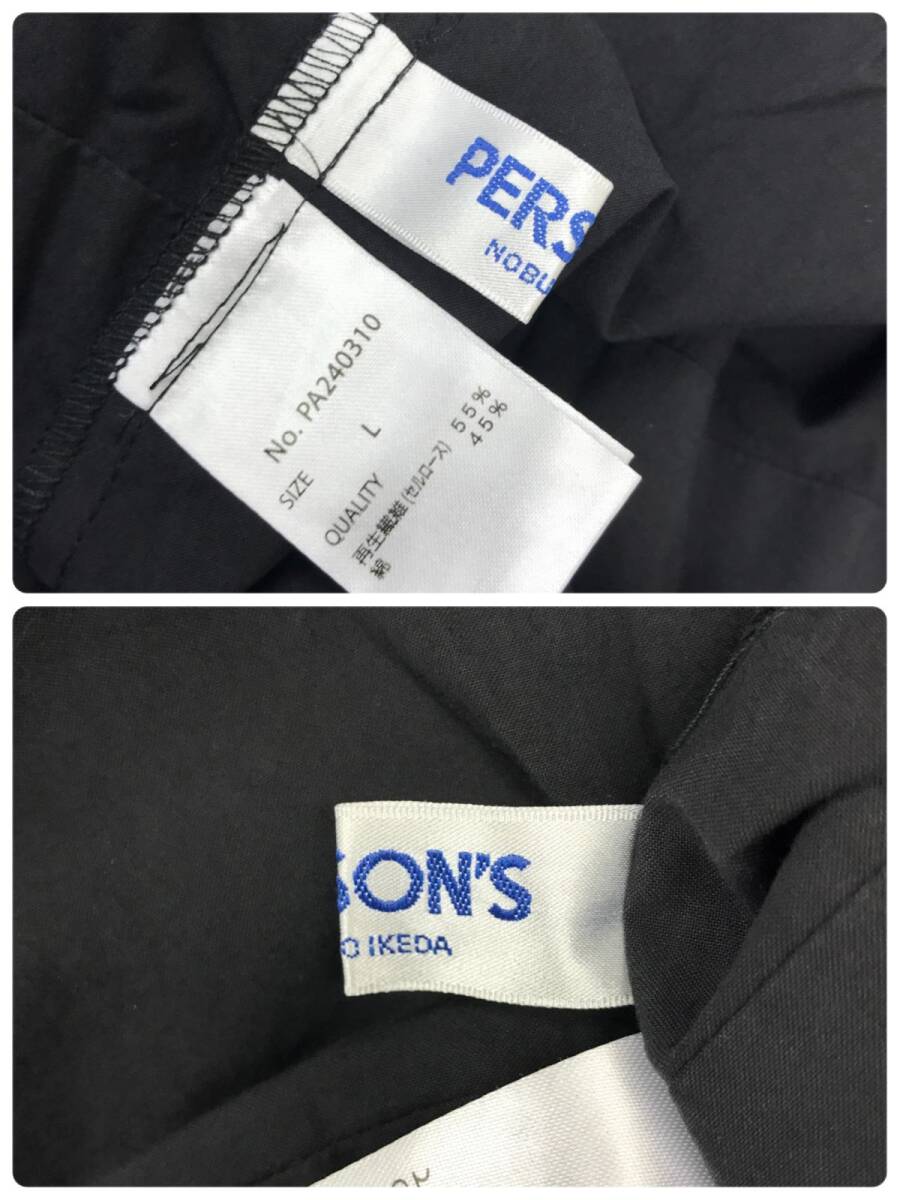 PERS
NOBU
No. PA240310
SIZE L
QUALITY
再生繊維(セルロース) 55%
綿 45%
SON'S
O IKEDA